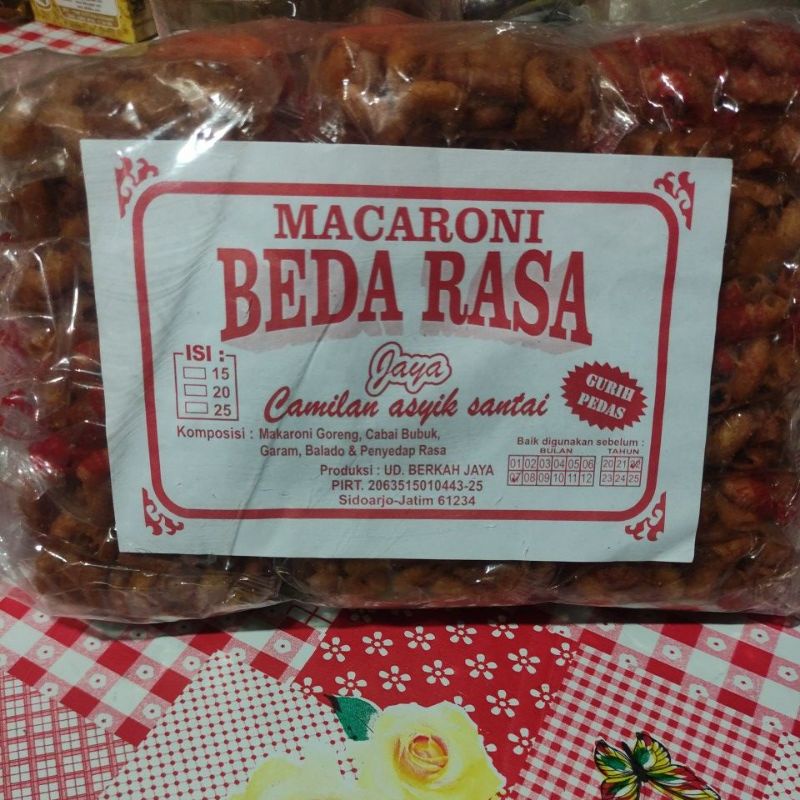 MACARONI
BEDA RASA
Jaya
Camilan asyik santai
ISI :
15
20
25
GURIH
PEDAS
Komposisi : Makaroni Goreng, Cabai Bubuk,
Garam, Balado & Penyedap Rasa
Produksi : UD. BERKAH JAYA
PIRT. 2063515010443-25
Sidoarjo-Jatim 61234
Baik digunakan sebelum :
BULAN TAHUN
01 02 03 04 05 06 20 21
08 09 10 11 12 23 24 25